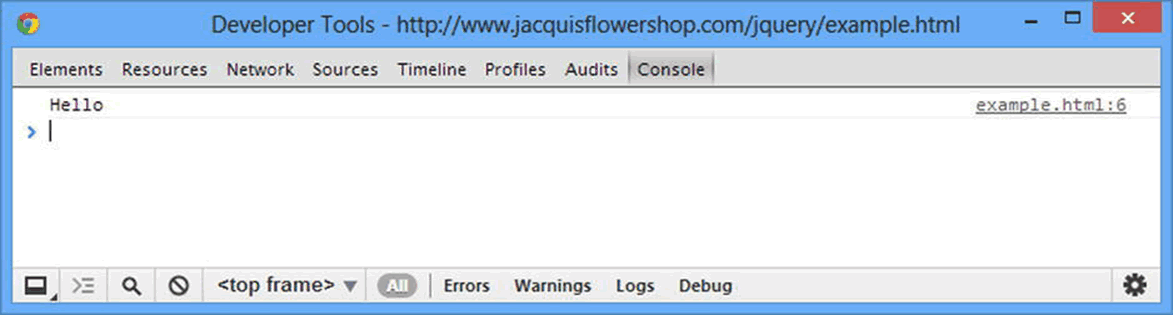 Developer Tools - http://www.jacquisflowershop.com/jquery/example.html
Elements Resources Network Sources Timeline Profiles Audits Console
Hello example.html:6
<top frame> All Errors Warnings Logs Debug